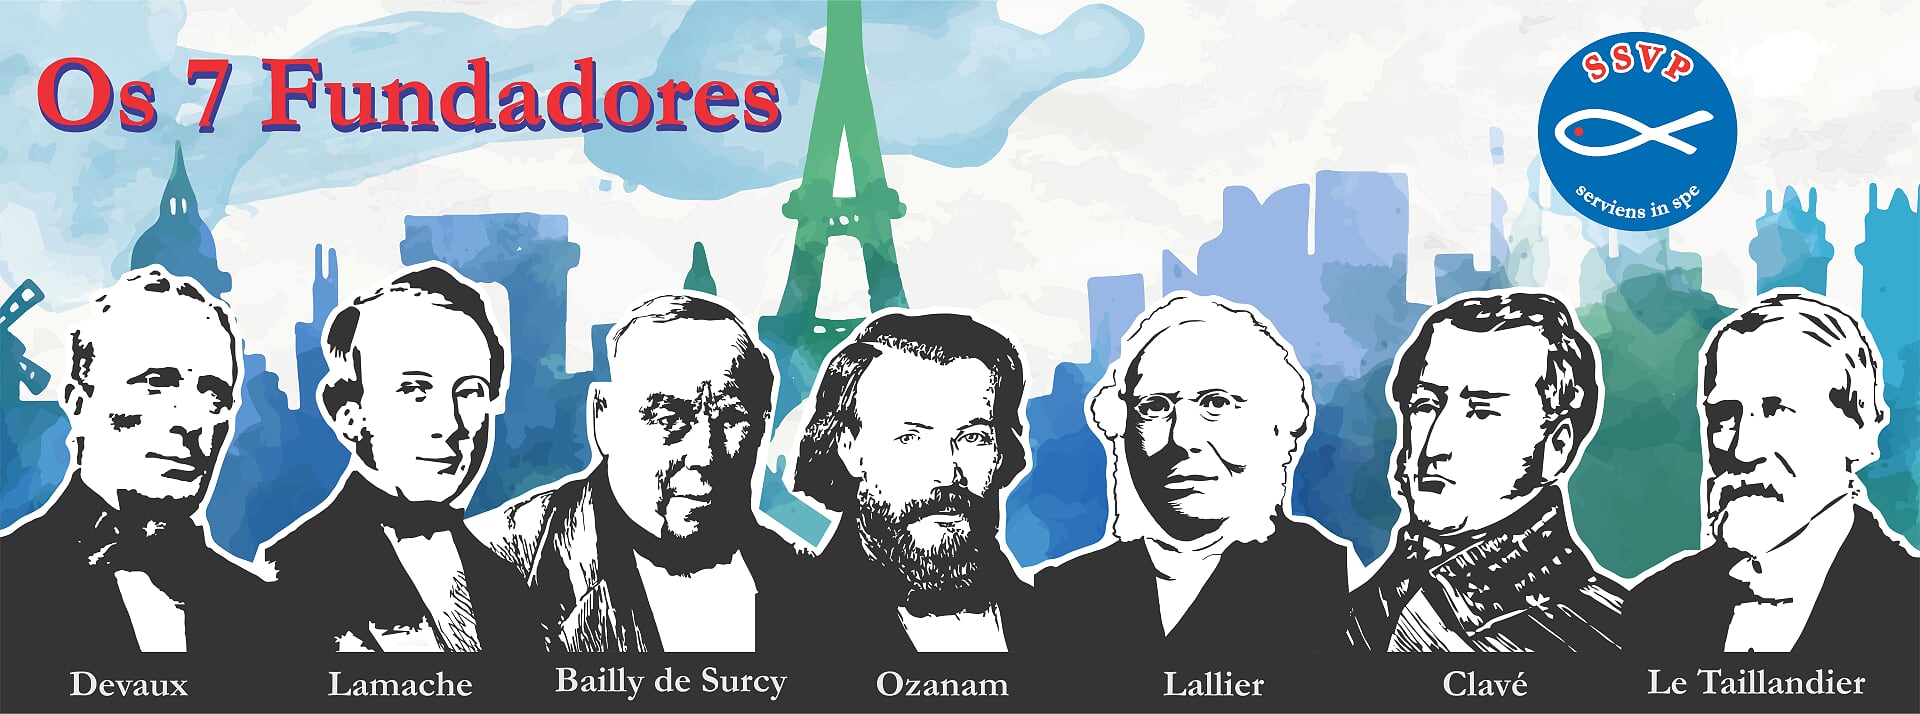 Os 7 Fundadores
SSVP
serviens in spe
Devaux
Lamache
Bailly de Surcy
Ozanam
Lallier
Clavé
Le Taillandier